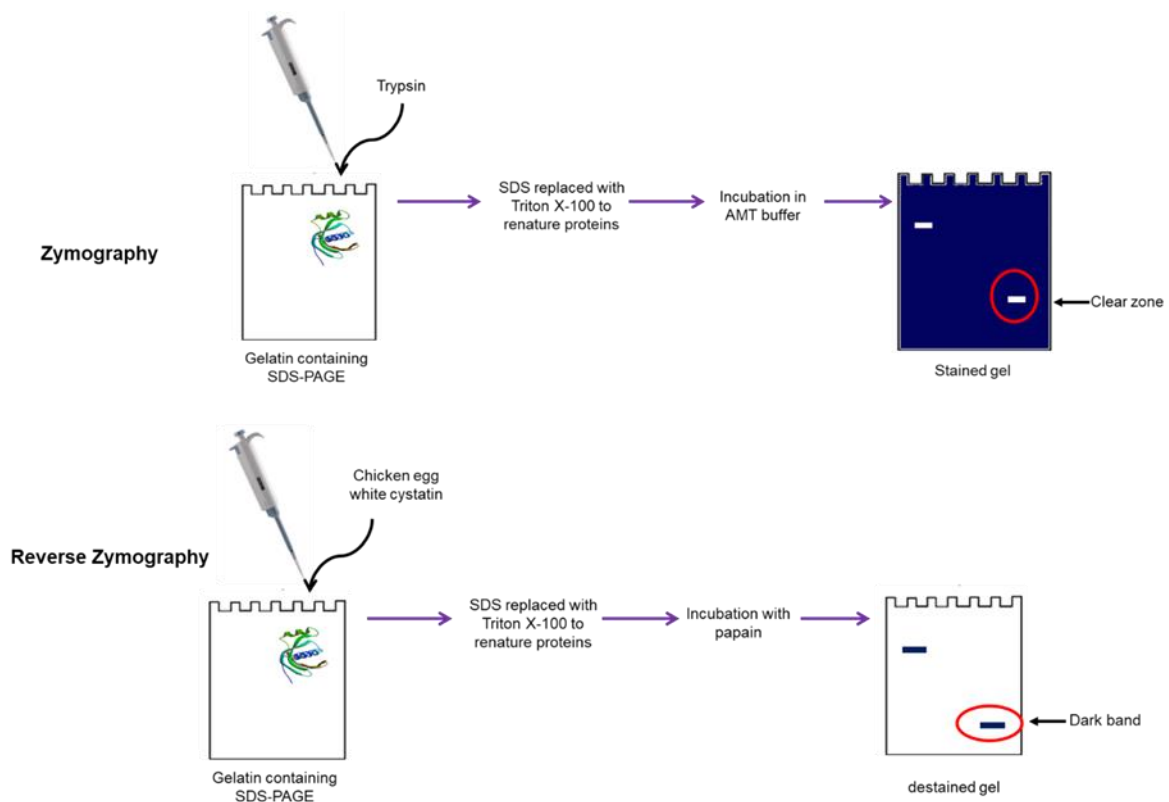 Trypsin
SDS replaced with
Triton X-100 to
renature proteins
Incubation in
AMT buffer
Zymography
Clear zone
Gelatin containing
SDS-PAGE
Stained gel
Chicken egg
white cystatin
Reverse Zymography
SDS replaced with
Triton X-100 to
renature proteins
Incubation with
papain
Dark band
Gelatin containing
SDS-PAGE
destained gel